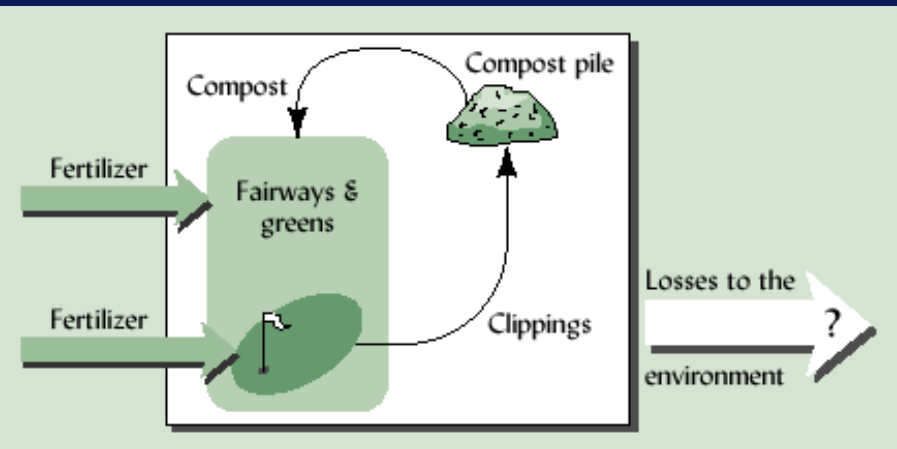 Compost pile
Compost
Fertilizer
Fairways &
greens
Losses to the
?
Fertilizer
Clippings
environment